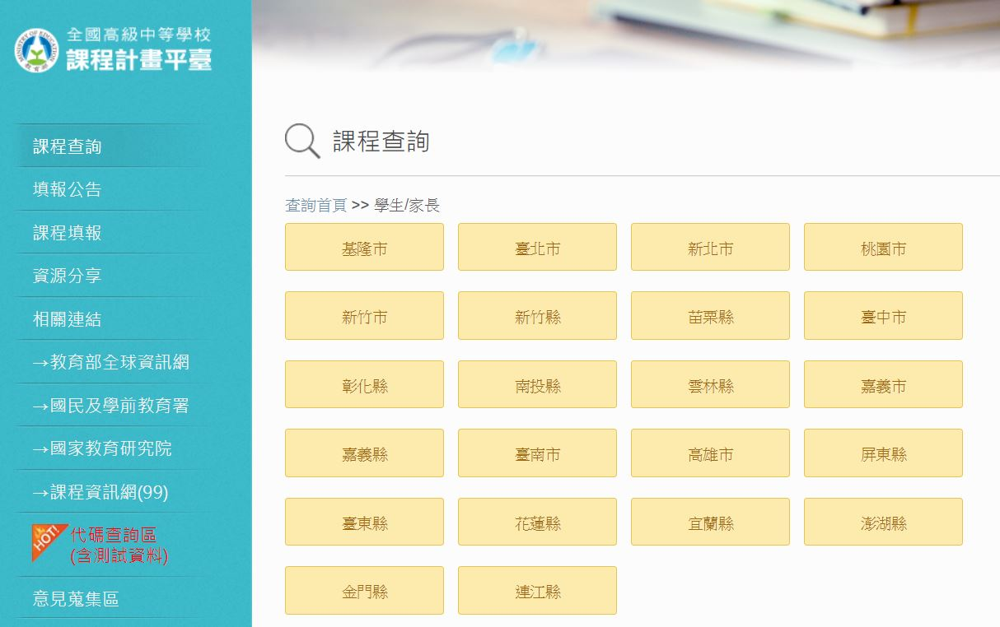 MINISTRY OF EDUCATION
教育部
全國高級中等學校
課程計畫平臺
課程查詢
填報公告
課程填報
資源分享
相關連結
→教育部全球資訊網
→國民及學前教育署
→國家教育研究院
→課程資訊網(99)
HOT!
代碼查詢區
(含測試資料)
意見蒐集區
課程查詢
查詢首頁 >> 學生/家長
基隆市 臺北市 新北市 桃園市
新竹市 新竹縣 苗栗縣 臺中市
彰化縣 南投縣 雲林縣 嘉義市
嘉義縣 臺南市 高雄市 屏東縣
臺東縣 花蓮縣 宜蘭縣 澎湖縣
金門縣 連江縣